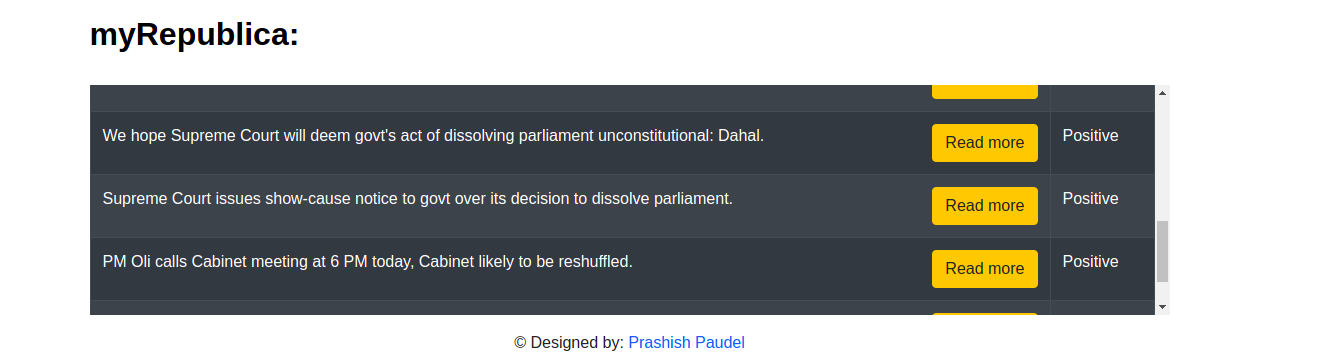 myRepublica:
We hope Supreme Court will deem govt's act of dissolving parliament unconstitutional: Dahal. Read more Positive
Supreme Court issues show-cause notice to govt over its decision to dissolve parliament. Read more Positive
PM Oli calls Cabinet meeting at 6 PM today, Cabinet likely to be reshuffled. Read more Positive
© Designed by: Prashish Paudel